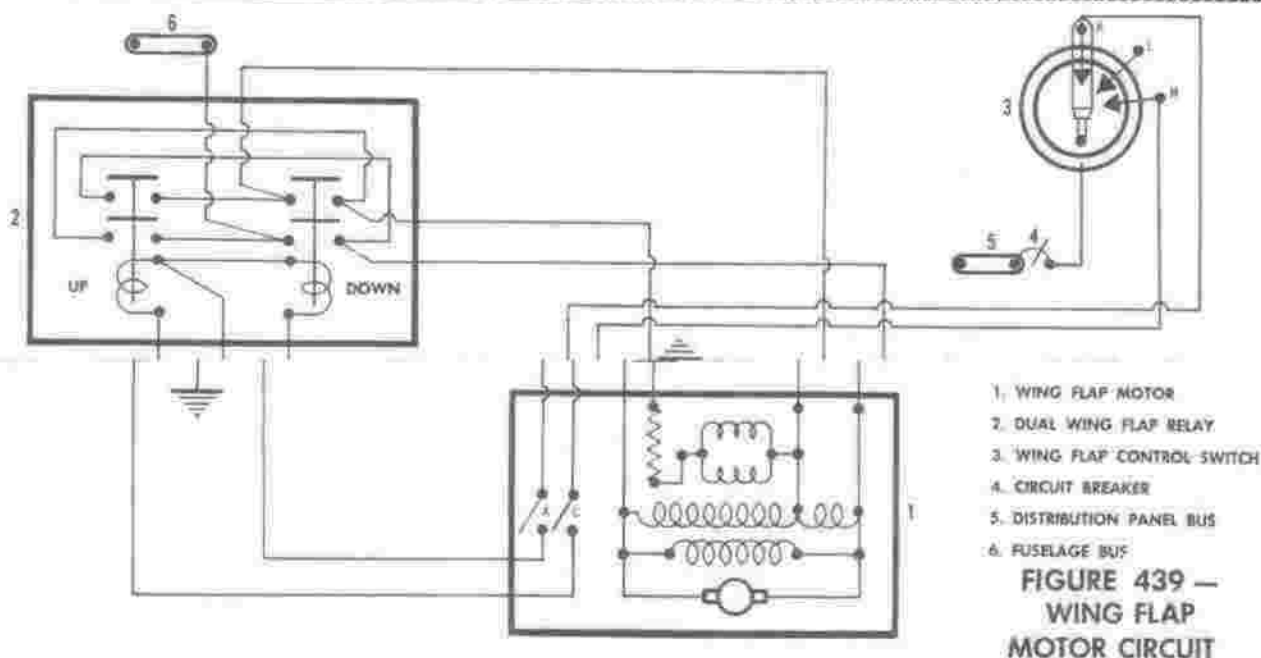 6
3
2
UP
DOWN
5
4
A
C
1
1. WING FLAP MOTOR
2. DUAL WING FLAP RELAY
3. WING FLAP CONTROL SWITCH
4. CIRCUIT BREAKER
5. DISTRIBUTION PANEL BUS
6. FUSELAGE BUS
FIGURE 439 —
WING FLAP
MOTOR CIRCUIT